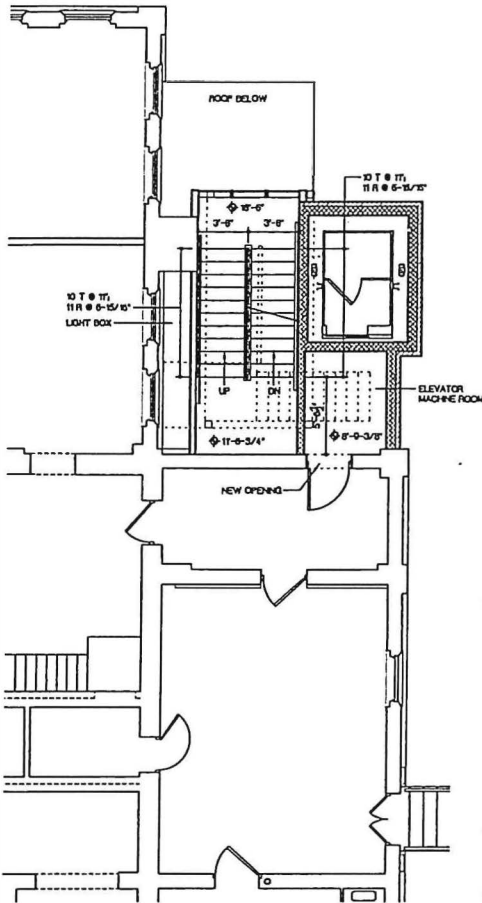 ROOF BELOW
10 T @ 11";
11 R @ 6-15/16"
18'-6"
3'-8" 3'-8"
10 T @ 11";
11 R @ 6-15/16"
LIGHT BOX
UP
DN
ELEVATOR
MACHINE ROOM
11'-6-3/4"
8'-9-3/8"
NEW OPENING